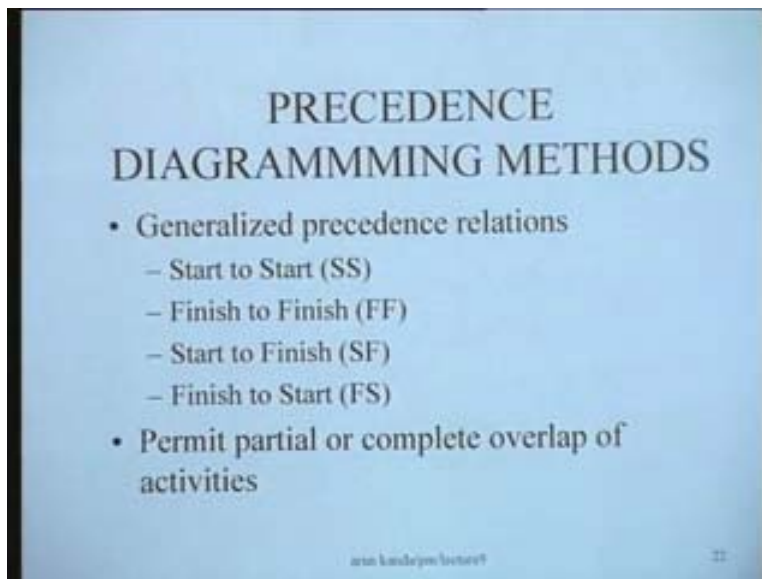 PRECEDENCE
DIAGRAMMMING METHODS
• Generalized precedence relations
– Start to Start (SS)
– Finish to Finish (FF)
– Start to Finish (SF)
– Finish to Start (FS)
• Permit partial or complete overlap of
activities
22